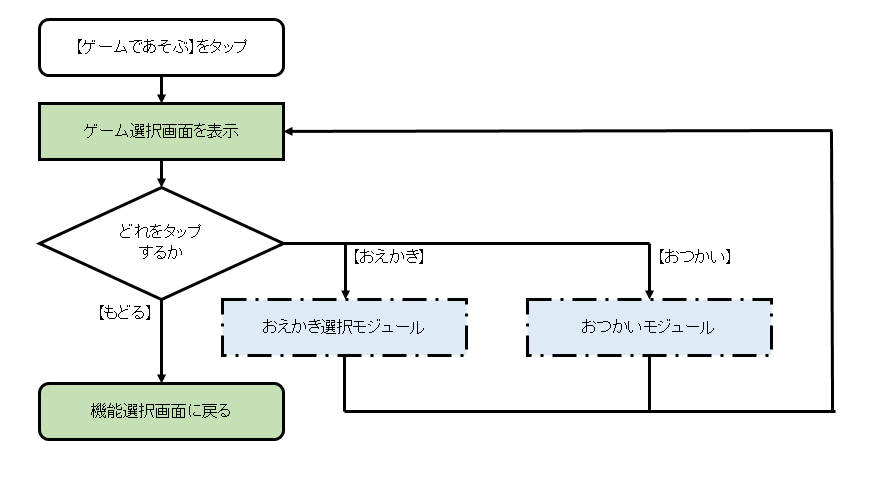 【ゲームであそぶ】をタップ
ゲーム選択画面を表示
どれをタップ
するか
【おえかぎ】
【おつかい】
【もどる】
おえかぎ選択モジュール
おつかいモジュール
機能選択画面に戻る